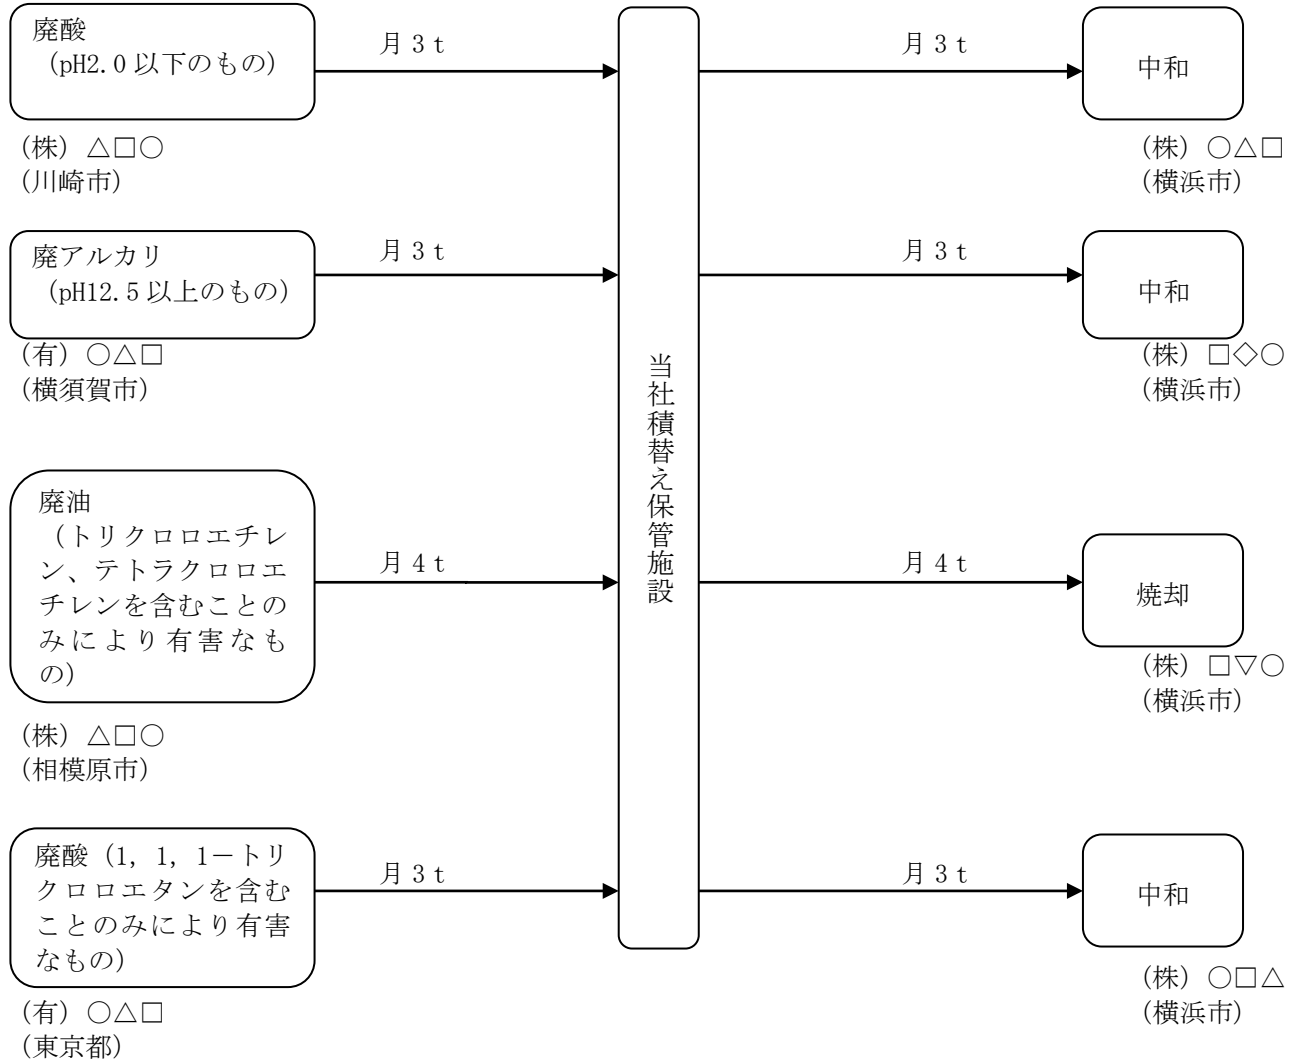 廃酸
（pH2.0 以下のもの）
月 3 t
月 3 t
中和
(株) △□○
(川崎市)
(株) ○△□
(横浜市)
廃アルカリ
（pH12.5 以上のもの）
月 3 t
月 3 t
中和
(有) ○△□
(横須賀市)
(株) □◇○
(横浜市)
当社積替え保管施設
廃油
（トリクロロエチレ
ン、テトラクロロエ
チレンを含むことの
みにより有害なも
の）
月 4 t
月 4 t
焼却
(株) △□○
(相模原市)
(株) □▽○
(横浜市)
廃酸（1, 1, 1－トリ
クロロエタンを含む
ことのみにより有害
なもの）
月 3 t
月 3 t
中和
(有) ○△□
(東京都)
(株) ○□△
(横浜市)